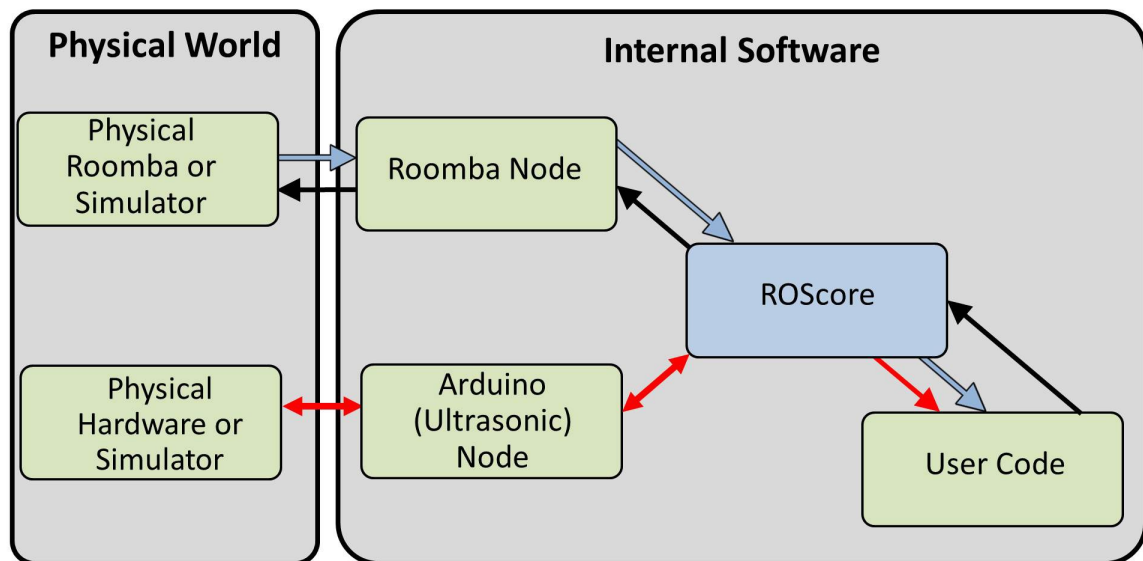 Physical World
Internal Software
Physical
Roomba or
Simulator
Roomba Node
ROScore
Physical
Hardware or
Simulator
Arduino
(Ultrasonic)
Node
User Code